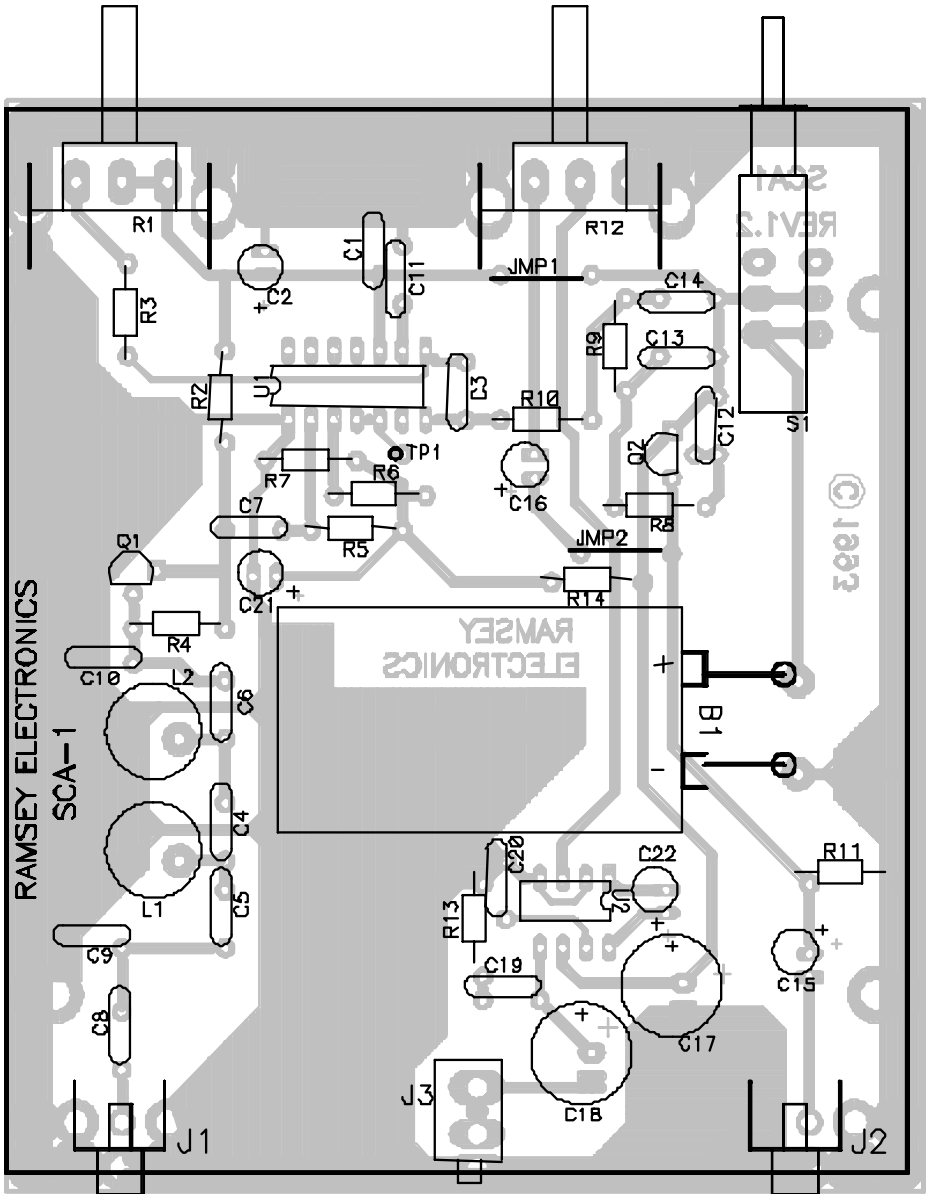 SCA1
REV1.2
R1
R12
C1
C11
C2
JMP1
C14
R3
R9
C13
U1
C3
R2
R10
C12
S1
TP1
Q2
R7
R6
C16
C7
R5
R8
© 1993
Q1
JMP2
C21
R14
R4
RAMSEY
ELECTRONICS
C10
L2
+
C6
B1
-
RAMSEY ELECTRONICS
SCA-1
C4
C20
C22
R11
L1
C5
R13
U2
C9
C19
C15
C8
C17
J3
C18
J1
J2